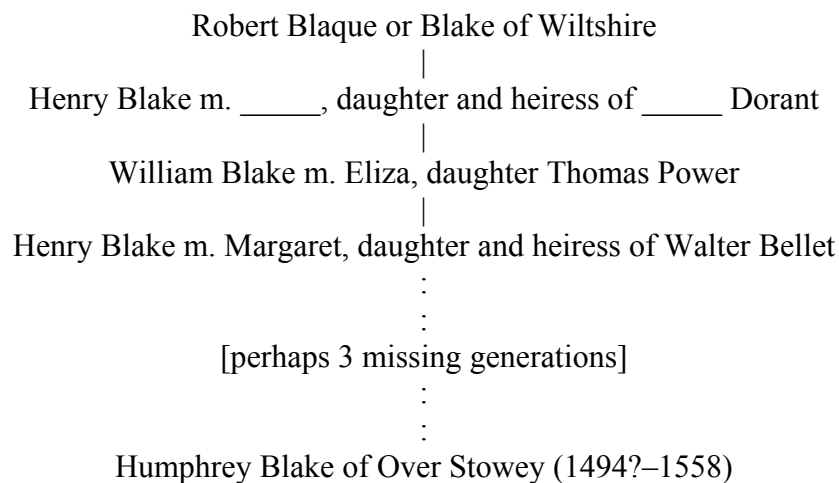 Robert Blaque or Blake of Wiltshire
|
Henry Blake m. _____, daughter and heiress of _____ Dorant
|
William Blake m. Eliza, daughter Thomas Power
|
Henry Blake m. Margaret, daughter and heiress of Walter Bellet
:
:
[perhaps 3 missing generations]
:
:
Humphrey Blake of Over Stowey (1494?–1558)